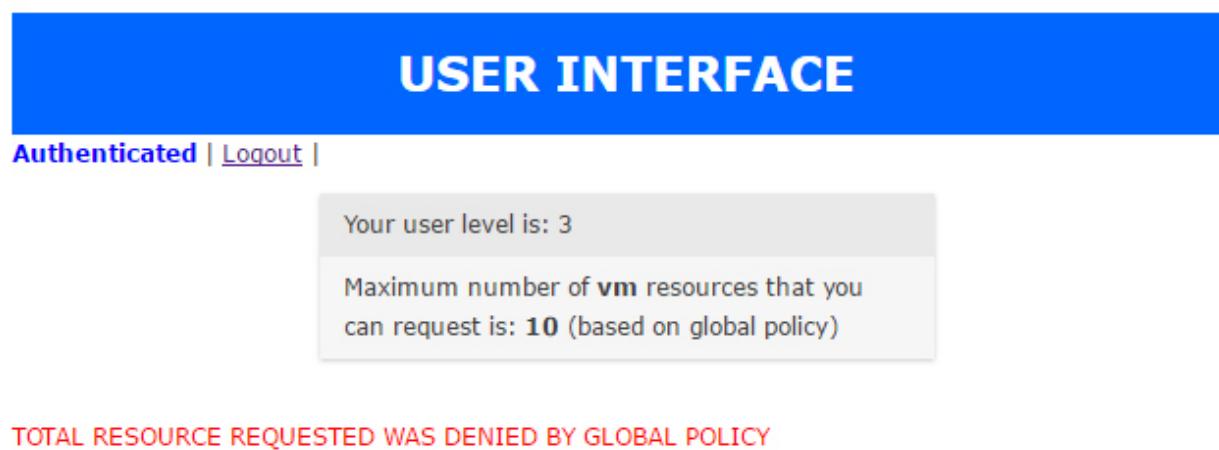 USER INTERFACE
Authenticated | Logout |
Your user level is: 3
Maximum number of vm resources that you
can request is: 10 (based on global policy)
TOTAL RESOURCE REQUESTED WAS DENIED BY GLOBAL POLICY